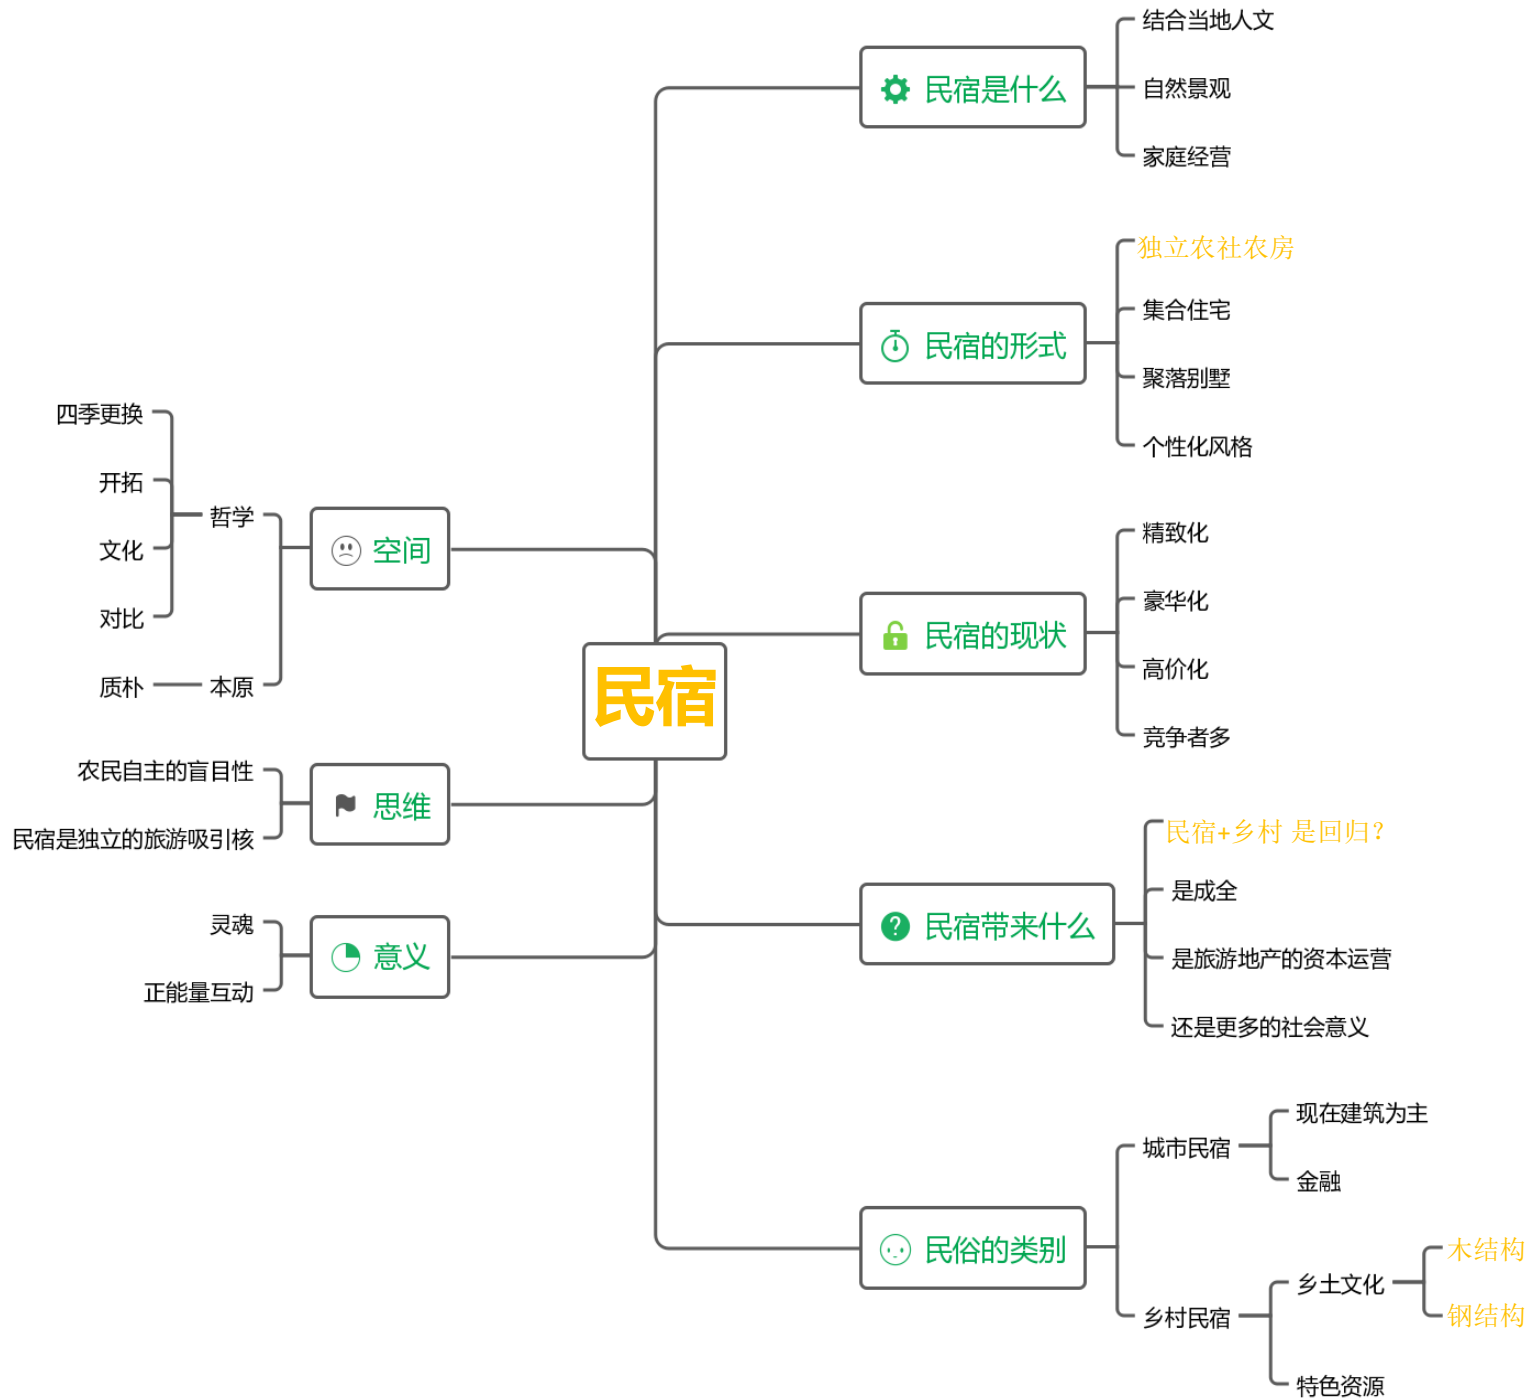 民宿
民宿是什么
结合当地人文
自然景观
家庭经营
民宿的形式
独立农社农房
集合住宅
聚落别墅
个性化风格
民宿的现状
精致化
豪华化
高价化
竞争者多
民宿带来什么
民宿+乡村 是回归？
是成全
是旅游地产的资本运营
还是更多的社会意义
民俗的类别
城市民宿
现在建筑为主
金融
乡村民宿
乡土文化
木结构
钢结构
特色资源
空间
哲学
四季更换
开拓
文化
对比
本原
质朴
思维
农民自主的盲目性
民宿是独立的旅游吸引核
意义
灵魂
正能量互动